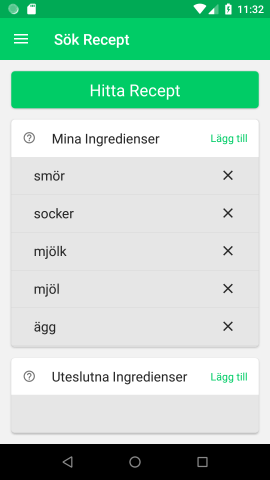 11:32
Sök Recept
Hitta Recept
Mina Ingredienser Lägg till
smör
socker
mjölk
mjöl
ägg
Uteslutna Ingredienser Lägg till